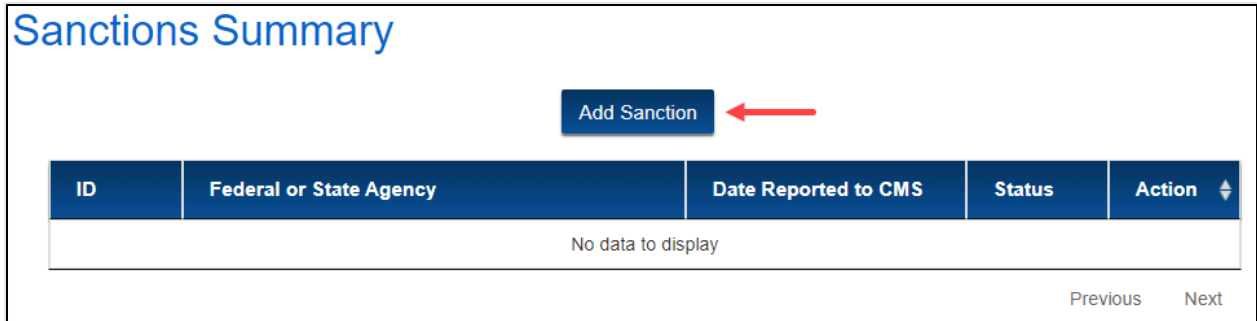 Sanctions Summary
Add Sanction
ID Federal or State Agency Date Reported to CMS Status Action
No data to display
Previous Next